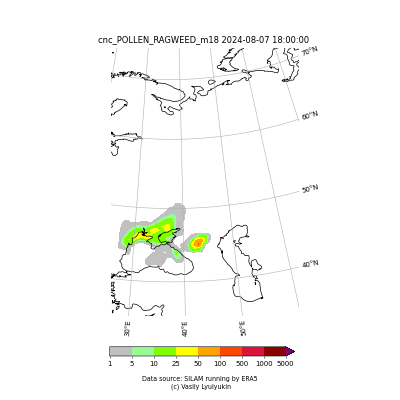 cnc_POLLEN_RAGWEED_m18 2024-08-07 18:00:00
70°N
60°N
50°N
40°N
30°E 40°E 50°E
1 5 10 25 50 100 500 1000 5000
Data source: SILAM running by ERA5
(c) Vasily Lyulyukin